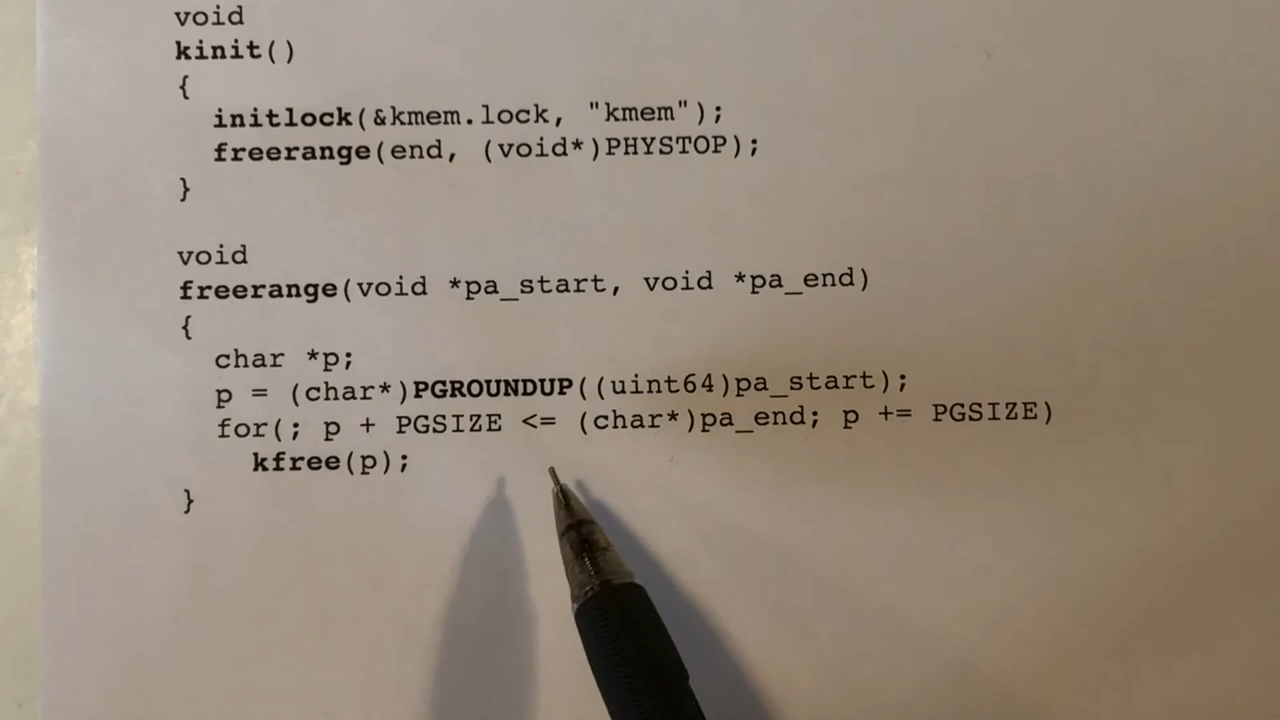 void
kinit()
{
initlock(&kmem.lock, "kmem");
freerange(end, (void*)PHYSTOP);
}
void
freerange(void *pa_start, void *pa_end)
{
char *p;
p = (char*)PGROUNDUP((uint64)pa_start);
for(; p + PGSIZE <= (char*)pa_end; p += PGSIZE)
kfree(p);
}